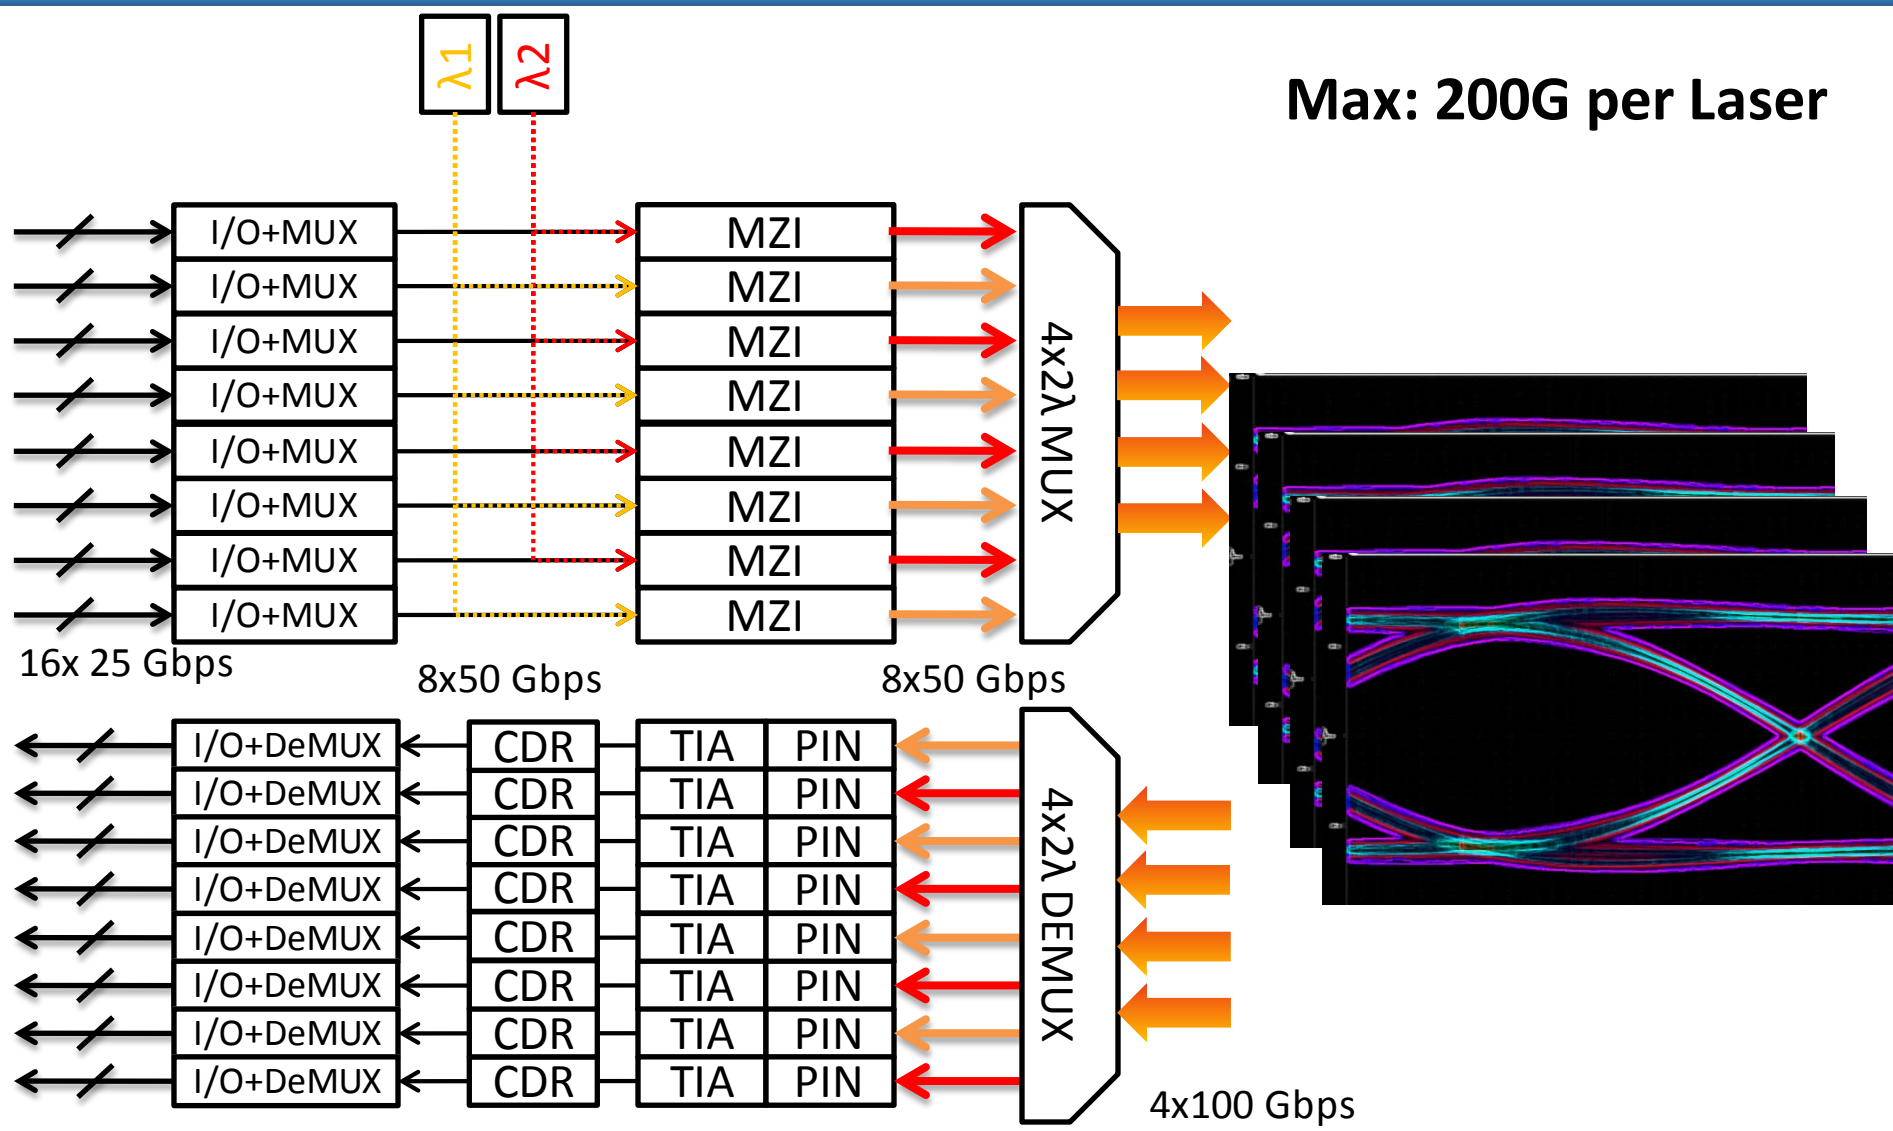 λ1
λ2
Max: 200G per Laser
I/O+MUX MZI
I/O+MUX MZI
I/O+MUX MZI
I/O+MUX MZI
I/O+MUX MZI
I/O+MUX MZI
I/O+MUX MZI
I/O+MUX MZI
4x2λ MUX
16x 25 Gbps
8x50 Gbps
8x50 Gbps
I/O+DeMUX CDR TIA PIN
I/O+DeMUX CDR TIA PIN
I/O+DeMUX CDR TIA PIN
I/O+DeMUX CDR TIA PIN
I/O+DeMUX CDR TIA PIN
I/O+DeMUX CDR TIA PIN
I/O+DeMUX CDR TIA PIN
I/O+DeMUX CDR TIA PIN
4x2λ DEMUX
4x100 Gbps